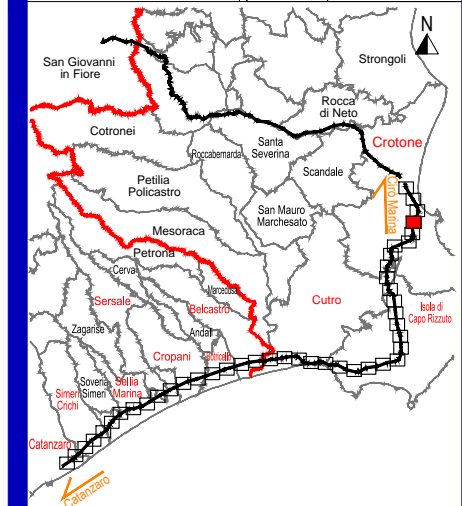 N
San Giovanni
in Fiore
Strongoli
Rocca
di Neto
Cotronei
Crotone
Santa
Severina
Roccabernarda
Scandale
Petilia
Policastro
Ciro Marina
San Mauro
Marchesato
Mesoraca
Petrona
Cerva
Marcedusa
Sersale
Belcastro
Cutro
Isola di
Capo Rizzuto
Zagarise
Andali
Cropani
Botricello
Soveria
Simeri
Sellia
Marina
Simeri
Crichi
Catanzaro
Catanzaro